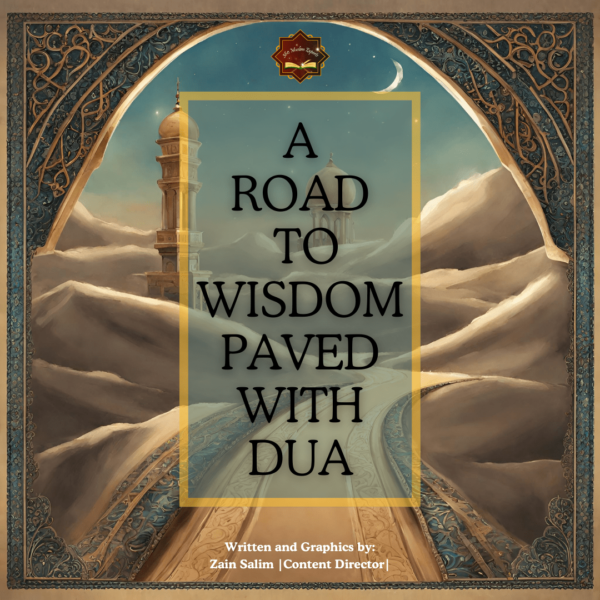 A
ROAD
TO
WISDOM
PAVED
WITH
DUA
Written and Graphics by:
Zain Salim |Content Director|